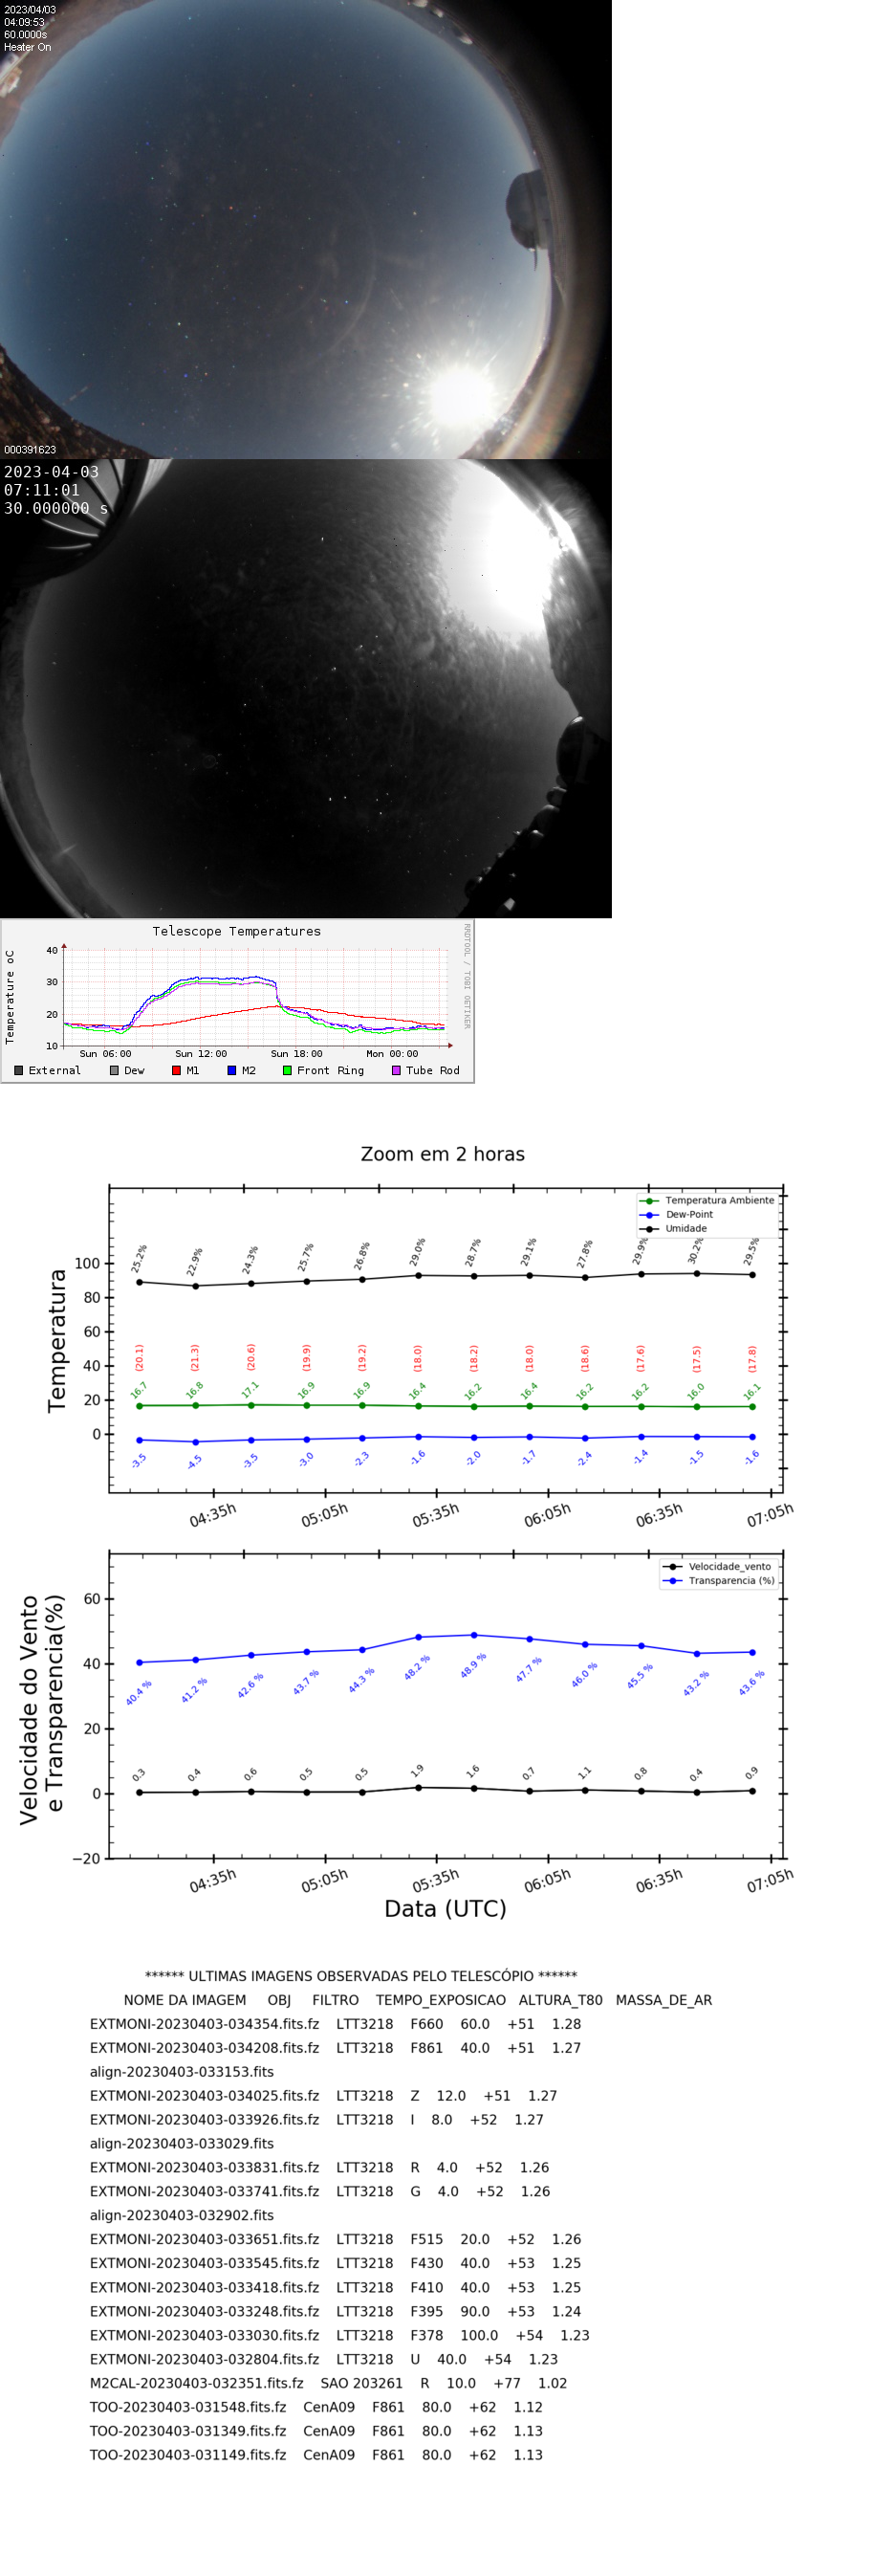 2023/04/03
04:09:53
60.0000s
Heater On
000391623
2023-04-03
07:11:01
30.000000 s
Telescope Temperatures
RRDTOOL / TOBI OETIKER
Temperature oC
40
30
20
10
Sun 06:00 Sun 12:00 Sun 18:00 Mon 00:00
External Dew M1 M2 Front Ring Tube Rod
Zoom em 2 horas
Temperatura Ambiente
Dew-Point
Umidade
Temperatura
100
80
60
40
20
0
25.2% 22.9% 24.3% 25.7% 26.8% 29.0% 28.7% 29.1% 27.8% 29.9% 30.2% 29.5%
(20.1) (21.3) (20.6) (19.9) (19.2) (18.0) (18.2) (18.0) (18.6) (17.6) (17.5) (17.8)
16.7 16.8 17.1 16.9 16.9 16.4 16.2 16.4 16.2 16.2 16.0 16.1
-3.5 -4.5 -3.5 -3.0 -2.3 -1.6 -2.0 -1.7 -2.4 -1.4 -1.5 -1.6
04:35h 05:05h 05:35h 06:05h 06:35h 07:05h
Velocidade_vento
Transparencia (%)
Velocidade do Vento
e Transparencia(%)
60
40
20
0
−20
40.4 % 41.2 % 42.6 % 43.7 % 44.3 % 48.2 % 48.9 % 47.7 % 46.0 % 45.5 % 43.2 % 43.6 %
0.3 0.4 0.6 0.5 0.5 1.9 1.6 0.7 1.1 0.8 0.4 0.9
04:35h 05:05h 05:35h 06:05h 06:35h 07:05h
Data (UTC)
****** ULTIMAS IMAGENS OBSERVADAS PELO TELESCÓPIO ******
NOME DA IMAGEM OBJ FILTRO TEMPO_EXPOSICAO ALTURA_T80 MASSA_DE_AR
EXTMONI-20230403-034354.fits.fz LTT3218 F660 60.0 +51 1.28
EXTMONI-20230403-034208.fits.fz LTT3218 F861 40.0 +51 1.27
align-20230403-033153.fits
EXTMONI-20230403-034025.fits.fz LTT3218 Z 12.0 +51 1.27
EXTMONI-20230403-033926.fits.fz LTT3218 I 8.0 +52 1.27
align-20230403-033029.fits
EXTMONI-20230403-033831.fits.fz LTT3218 R 4.0 +52 1.26
EXTMONI-20230403-033741.fits.fz LTT3218 G 4.0 +52 1.26
align-20230403-032902.fits
EXTMONI-20230403-033651.fits.fz LTT3218 F515 20.0 +52 1.26
EXTMONI-20230403-033545.fits.fz LTT3218 F430 40.0 +53 1.25
EXTMONI-20230403-033418.fits.fz LTT3218 F410 40.0 +53 1.25
EXTMONI-20230403-033248.fits.fz LTT3218 F395 90.0 +53 1.24
EXTMONI-20230403-033030.fits.fz LTT3218 F378 100.0 +54 1.23
EXTMONI-20230403-032804.fits.fz LTT3218 U 40.0 +54 1.23
M2CAL-20230403-032351.fits.fz SAO 203261 R 10.0 +77 1.02
TOO-20230403-031548.fits.fz CenA09 F861 80.0 +62 1.12
TOO-20230403-031349.fits.fz CenA09 F861 80.0 +62 1.13
TOO-20230403-031149.fits.fz CenA09 F861 80.0 +62 1.13